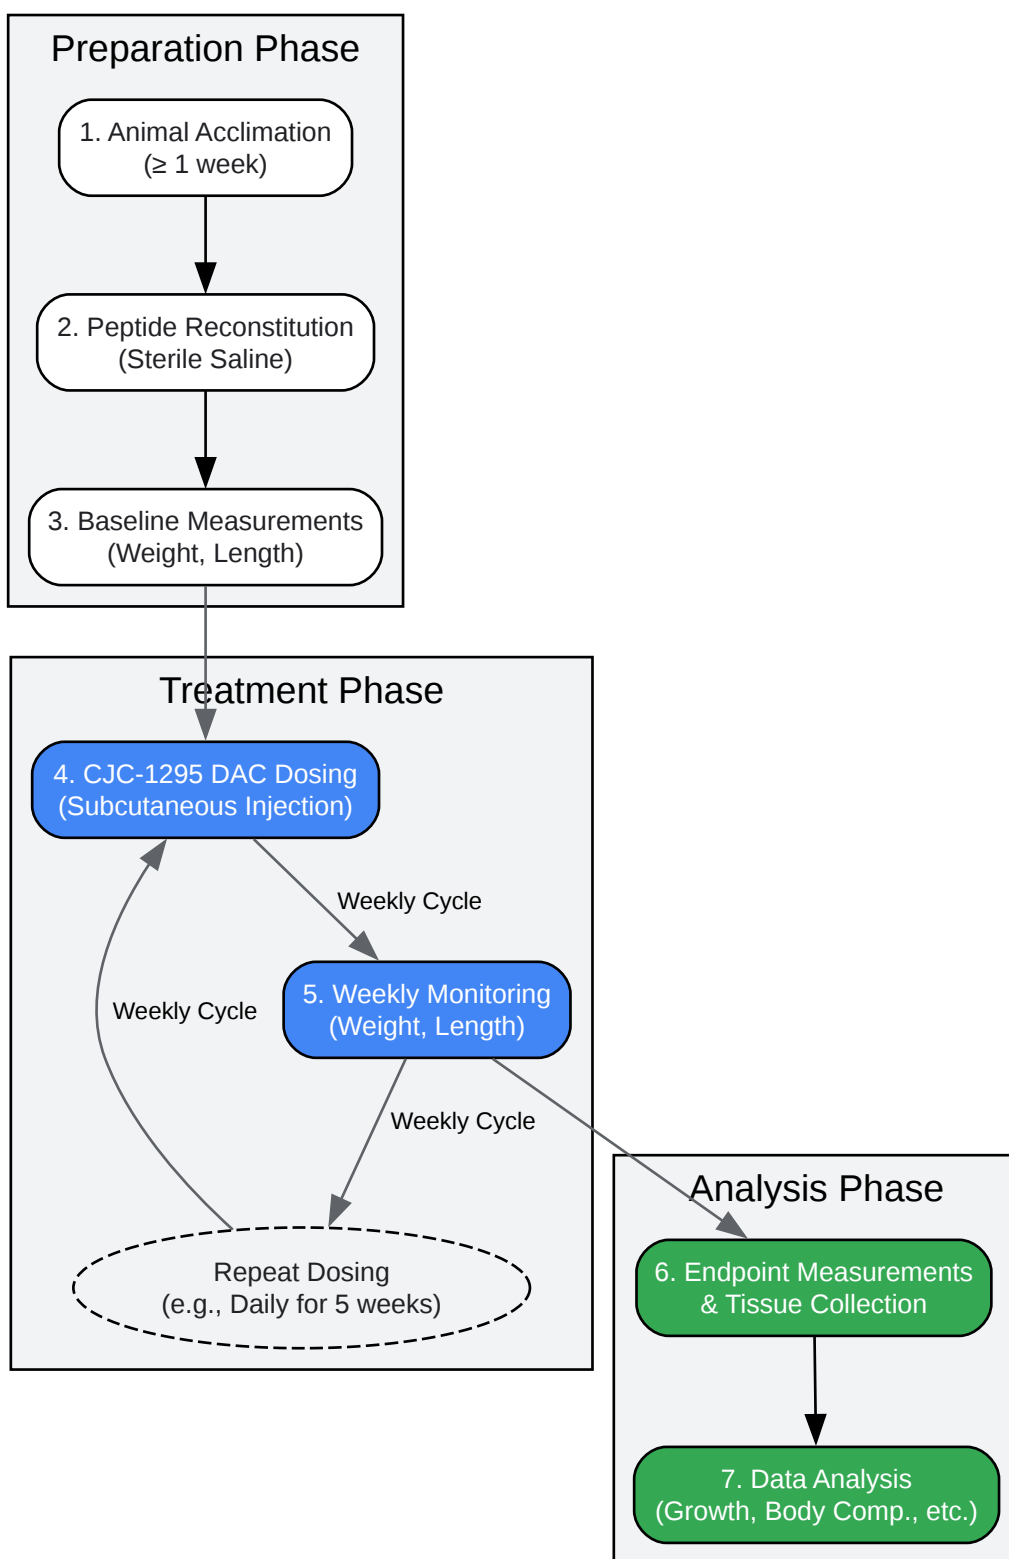 Preparation Phase
1. Animal Acclimation
(≥ 1 week)
2. Peptide Reconstitution
(Sterile Saline)
3. Baseline Measurements
(Weight, Length)
Treatment Phase
4. CJC-1295 DAC Dosing
(Subcutaneous Injection)
Weekly Cycle
5. Weekly Monitoring
(Weight, Length)
Weekly Cycle
Weekly Cycle
Repeat Dosing
(e.g., Daily for 5 weeks)
Analysis Phase
6. Endpoint Measurements
& Tissue Collection
7. Data Analysis
(Growth, Body Comp., etc.)